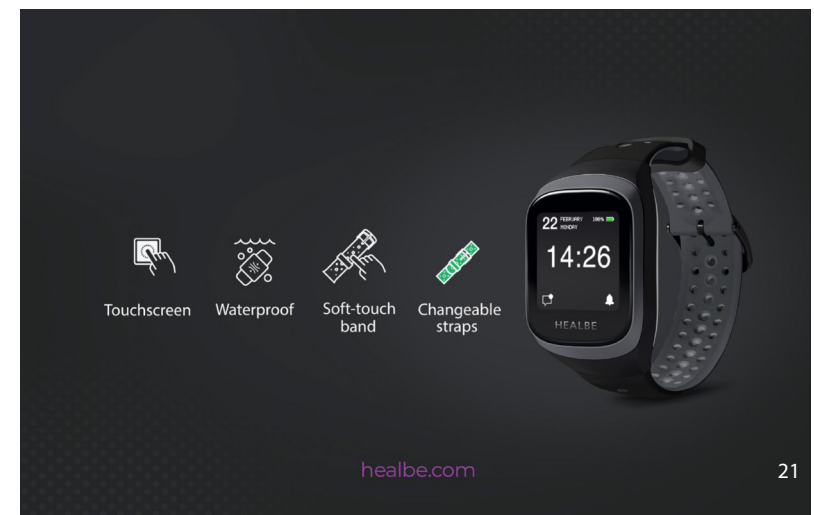 22 FEBRUARY 100%
MONDAY
14:26
HEALBE
Touchscreen
Waterproof
Soft-touch
band
Changeable
straps
healbe.com
21